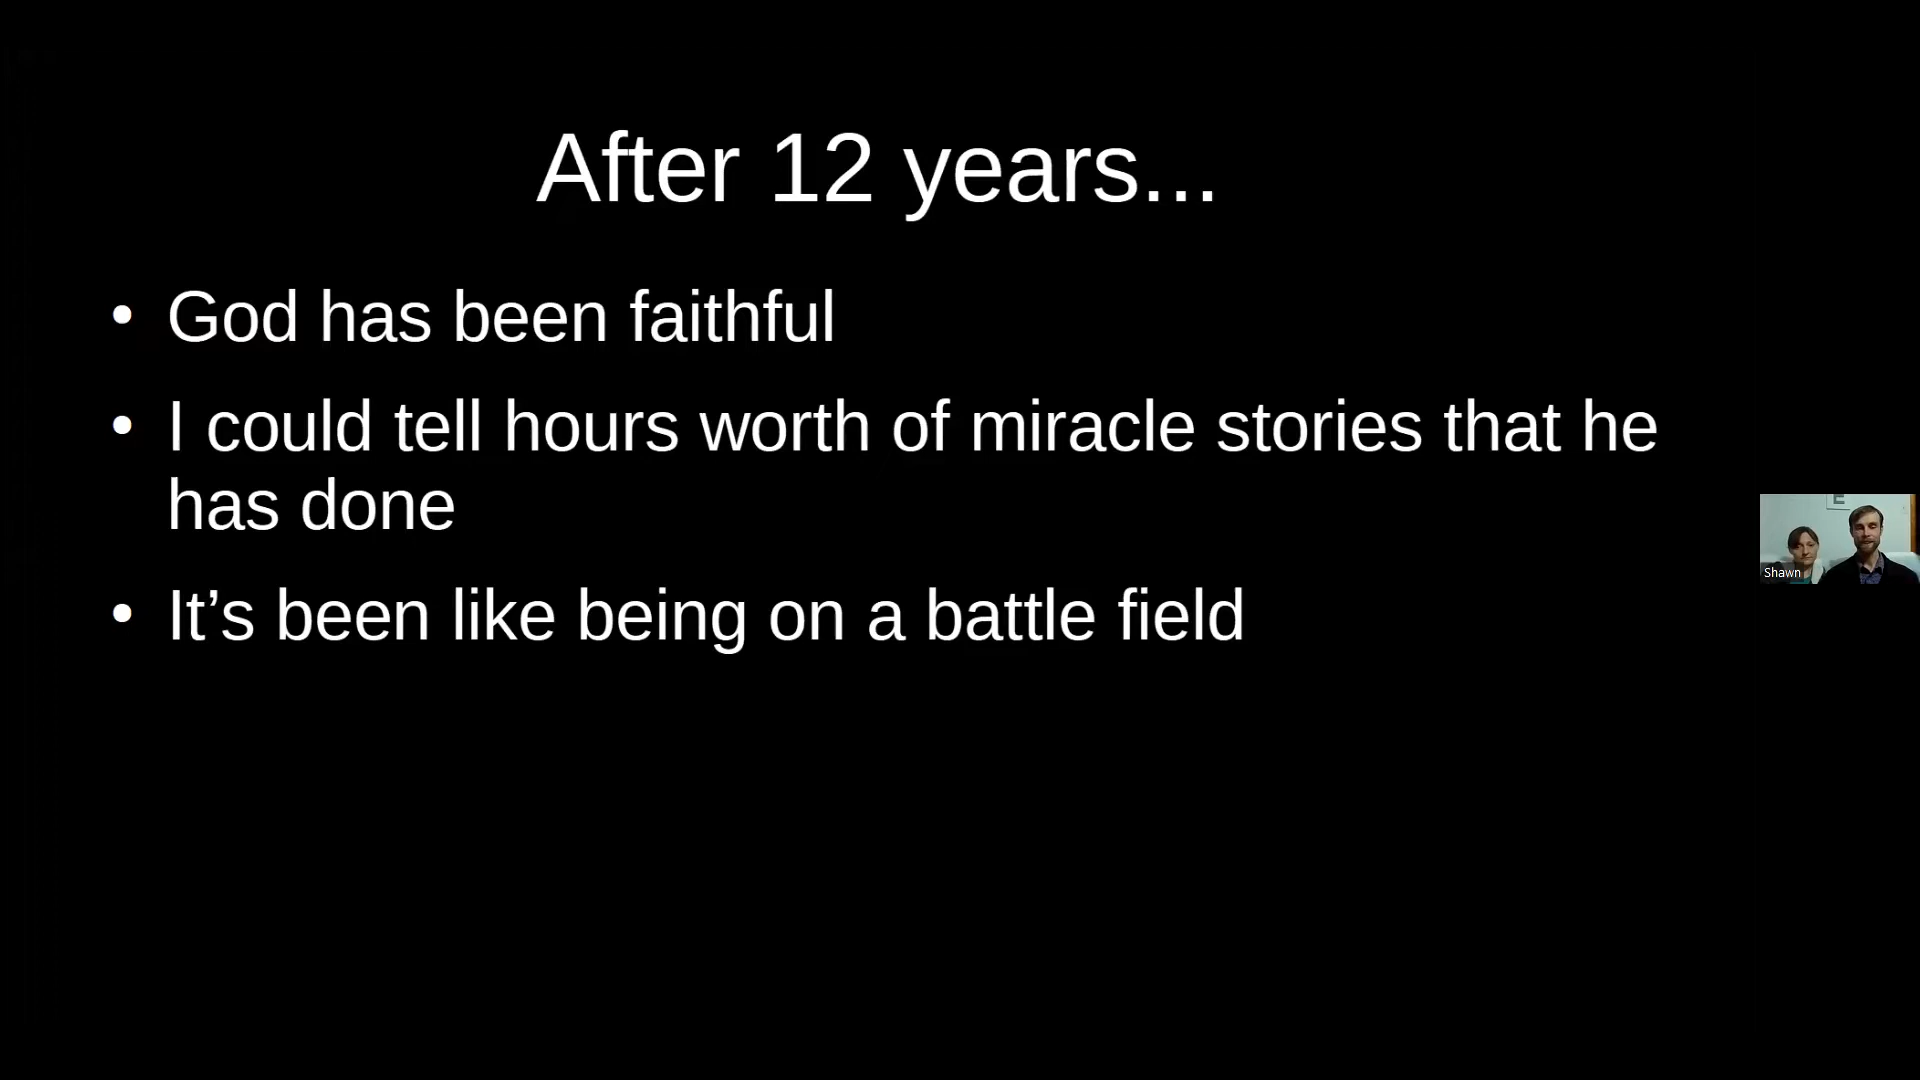 After 12 years...
• God has been faithful
• I could tell hours worth of miracle stories that he
has done
• It’s been like being on a battle field
Shawn
E